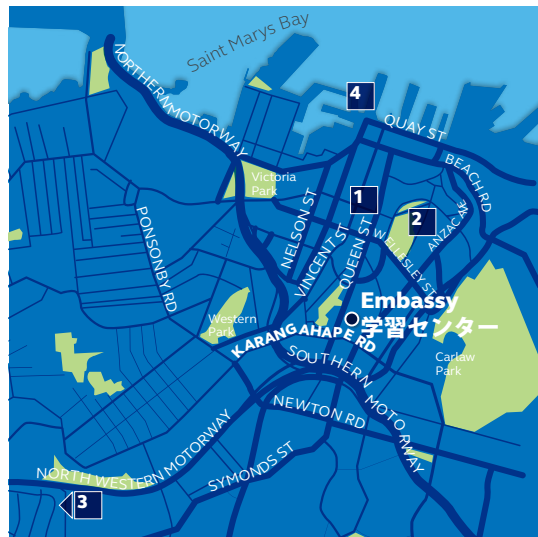 Saint Marys Bay
NORTHERN MOTORWAY
4
QUAY ST
BEACH RD
Victoria
Park
1
2
ANZAC AVE
PONSONBY RD
NELSON ST
VINCENT ST
QUEEN ST
WELLESLEY ST
Embassy
学習センター
Western
Park
KARANGAHAPE RD
SOUTHERN MOTORWAY
Carlaw
Park
NEWTON RD
NORTH WESTERN MOTORWAY
SYMONDS ST
3